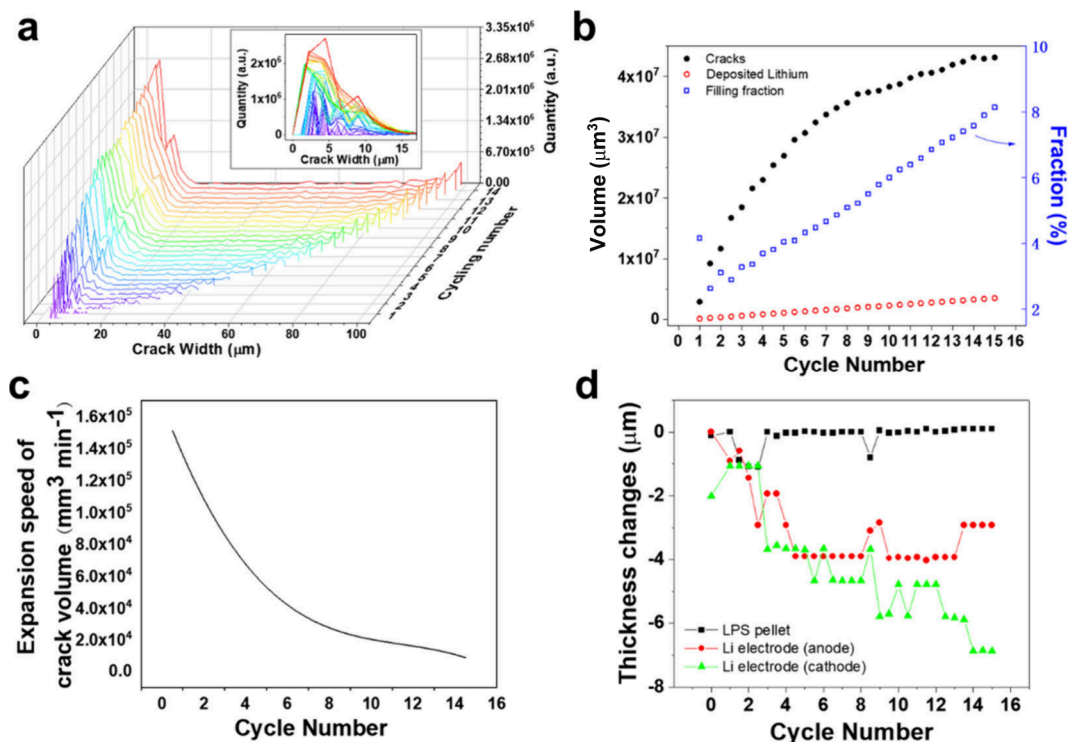 a
3.35x10⁶
2.68x10⁶
2.01x10⁶
1.34x10⁶
6.70x10⁵
0.00
Quantity (a.u.)
Quantity (a.u.)
2x10⁶
1x10⁶
0
0 5 10 15
Crack Width (μm)
Cycling number
0 20 40 60 80 100
Crack Width (μm)
b
Cracks
Deposited Lithium
Filling fraction
Volume (μm³)
4x10⁷
3x10⁷
2x10⁷
1x10⁷
0
10
8
6
4
2
Fraction (%)
0 1 2 3 4 5 6 7 8 9 10 11 12 13 14 15 16
Cycle Number
c
Expansion speed of
crack volume (mm³ min⁻¹)
1.6x10⁵
1.4x10⁵
1.2x10⁵
1.0x10⁵
8.0x10⁴
6.0x10⁴
4.0x10⁴
2.0x10⁴
0.0
0 2 4 6 8 10 12 14 16
Cycle Number
d
Thickness changes (μm)
0
-2
-4
-6
-8
LPS pellet
Li electrode (anode)
Li electrode (cathode)
0 2 4 6 8 10 12 14 16
Cycle Number